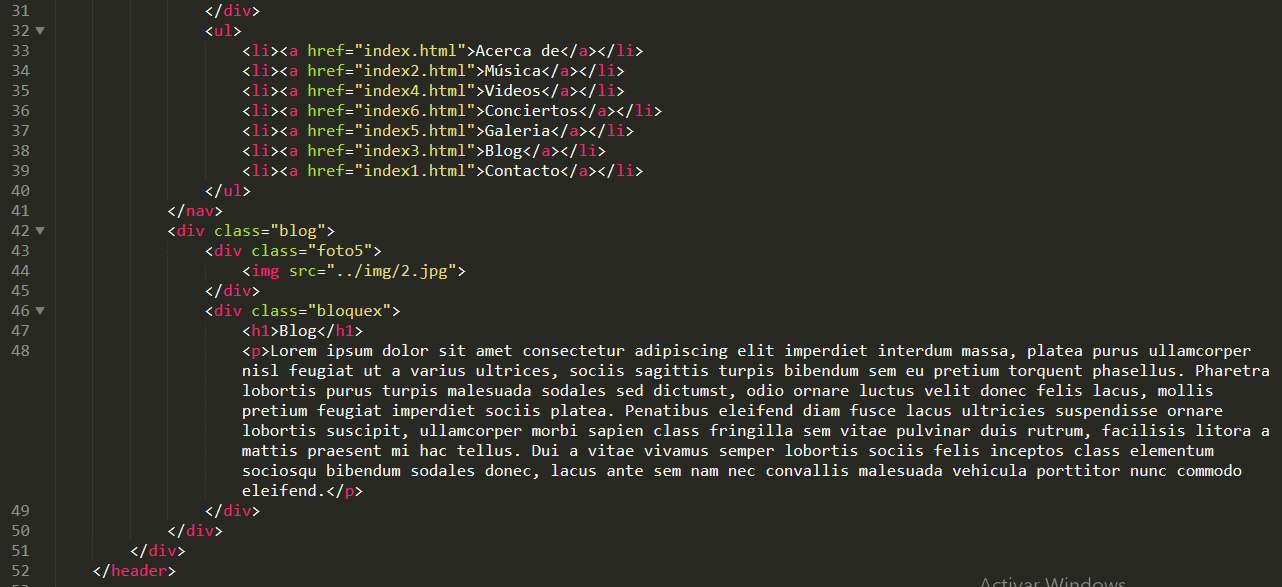 31 </div>
32 <ul>
33 <li><a href="index.html">Acerca de</a></li>
34 <li><a href="index2.html">Música</a></li>
35 <li><a href="index4.html">Videos</a></li>
36 <li><a href="index6.html">Conciertos</a></li>
37 <li><a href="index5.html">Galeria</a></li>
38 <li><a href="index3.html">Blog</a></li>
39 <li><a href="index1.html">Contacto</a></li>
40 </ul>
41 </nav>
42 <div class="blog">
43 <div class="foto5">
44 <img src="../img/2.jpg">
45 </div>
46 <div class="bloquex">
47 <h1>Blog</h1>
48 <p>Lorem ipsum dolor sit amet consectetur adipiscing elit imperdiet interdum massa, platea purus ullamcorper
nisl feugiat ut a varius ultrices, sociis sagittis turpis bibendum sem eu pretium torquent phasellus. Pharetra
lobortis purus turpis malesuada sodales sed dictumst, odio ornare luctus velit donec felis lacus, mollis
pretium feugiat imperdiet sociis platea. Penatibus eleifend diam fusce lacus ultricies suspendisse ornare
lobortis suscipit, ullamcorper morbi sapien class fringilla sem vitae pulvinar duis rutrum, facilisis litora a
mattis praesent mi hac tellus. Dui a vitae vivamus semper lobortis sociis felis inceptos class elementum
sociosqu bibendum sodales donec, lacus ante sem nam nec convallis malesuada vehicula porttitor nunc commodo
eleifend.</p>
49 </div>
50 </div>
51 </div>
52 </header>
Activar Windows